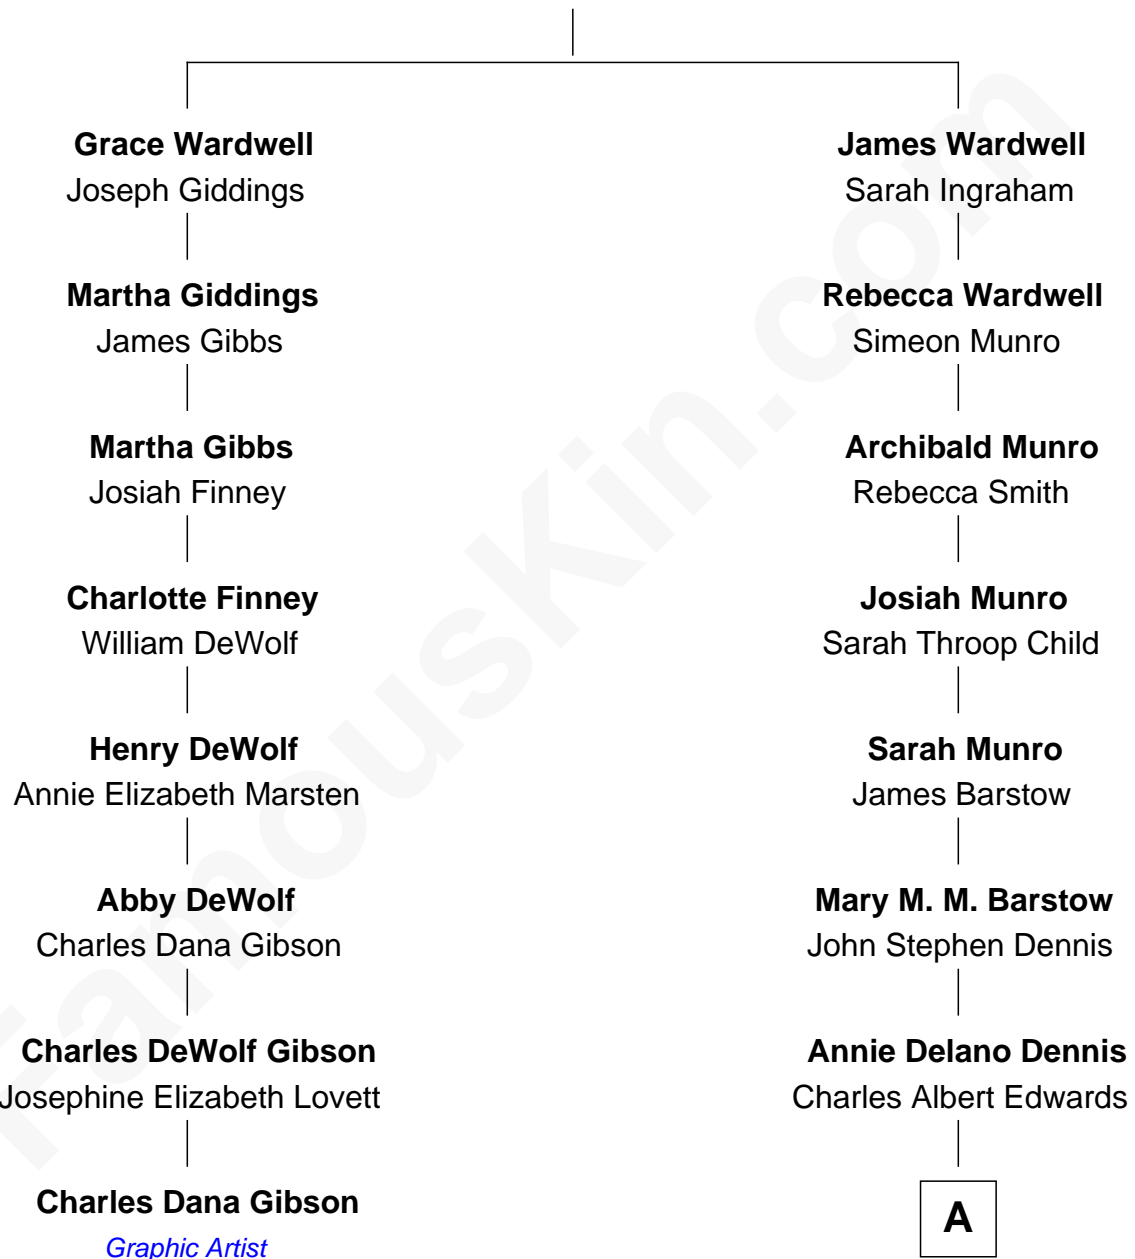 Grace Wardwell
Joseph Giddings
James Wardwell
Sarah Ingraham
Martha Giddings
James Gibbs
Rebecca Wardwell
Simeon Munro
Martha Gibbs
Josiah Finney
Archibald Munro
Rebecca Smith
Charlotte Finney
William DeWolf
Josiah Munro
Sarah Throop Child
Henry DeWolf
Annie Elizabeth Marsten
Sarah Munro
James Barstow
Abby DeWolf
Charles Dana Gibson
Mary M. M. Barstow
John Stephen Dennis
Charles DeWolf Gibson
Josephine Elizabeth Lovett
Annie Delano Dennis
Charles Albert Edwards
Charles Dana Gibson
Graphic Artist
A
FamousKin.com